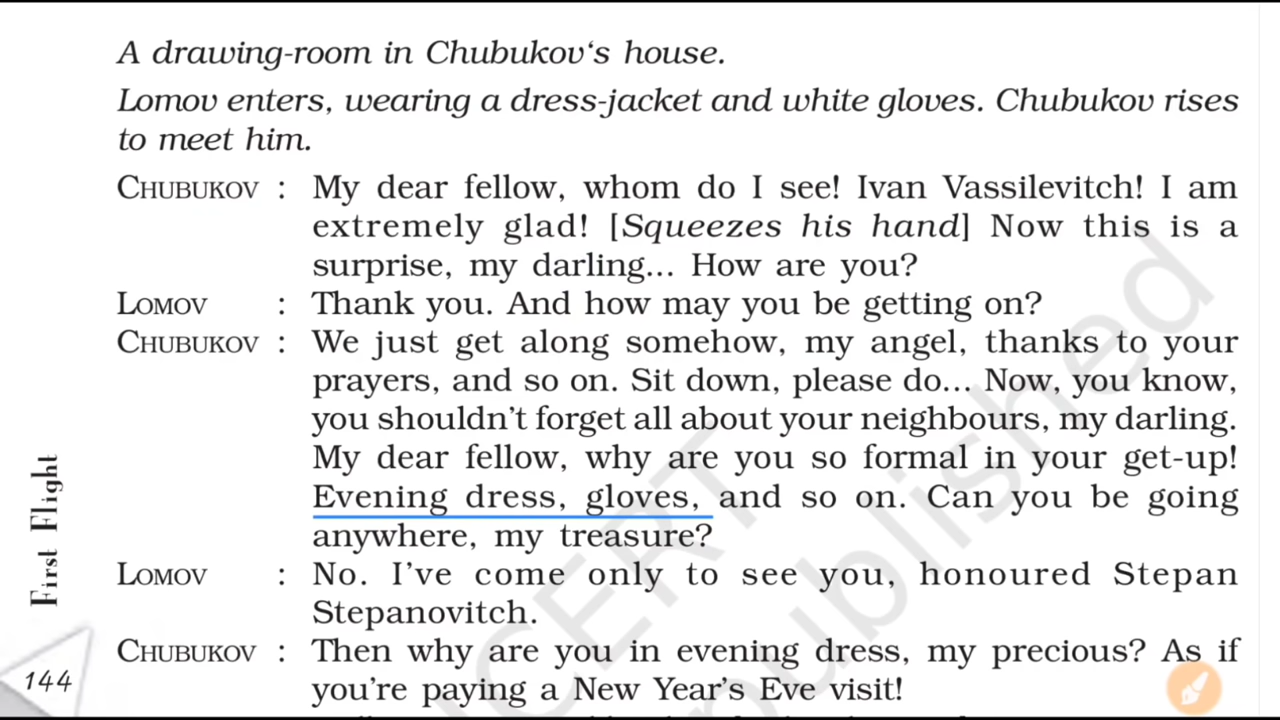 A drawing-room in Chubukov‘s house.
Lomov enters, wearing a dress-jacket and white gloves. Chubukov rises
to meet him.
CHUBUKOV : My dear fellow, whom do I see! Ivan Vassilevitch! I am
extremely glad! [Squeezes his hand] Now this is a
surprise, my darling... How are you?
LOMOV : Thank you. And how may you be getting on?
CHUBUKOV : We just get along somehow, my angel, thanks to your
prayers, and so on. Sit down, please do... Now, you know,
you shouldn’t forget all about your neighbours, my darling.
My dear fellow, why are you so formal in your get-up!
Evening dress, gloves, and so on. Can you be going
anywhere, my treasure?
LOMOV : No. I’ve come only to see you, honoured Stepan
Stepanovitch.
CHUBUKOV : Then why are you in evening dress, my precious? As if
you’re paying a New Year’s Eve visit!
First Flight
144